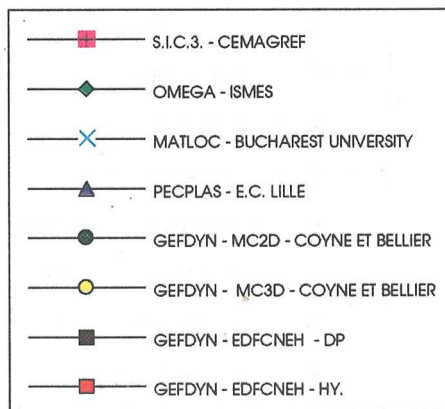 S.I.C.3. - CEMAGREF
OMEGA - ISMES
MATLOC - BUCHAREST UNIVERSITY
PECPLAS - E.C. LILLE
GEFDYN - MC2D - COYNE ET BELLIER
GEFDYN - MC3D - COYNE ET BELLIER
GEFDYN - EDFCNEH - DP
GEFDYN - EDFCNEH - HY.